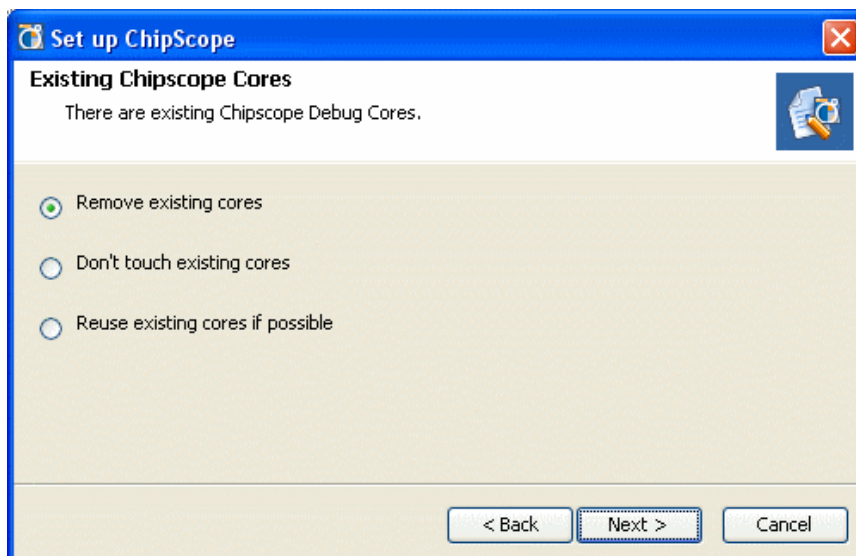 Set up ChipScope
Existing Chipscope Cores
There are existing Chipscope Debug Cores.
Remove existing cores
Don't touch existing cores
Reuse existing cores if possible
< Back Next > Cancel